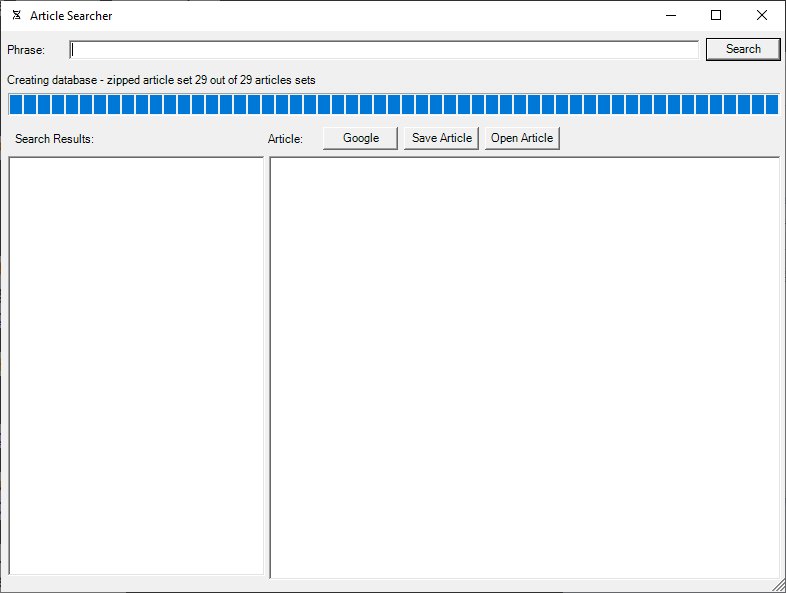 Article Searcher
Phrase:
Search
Creating database - zipped article set 29 out of 29 articles sets
Search Results:
Article:
Google
Save Article
Open Article